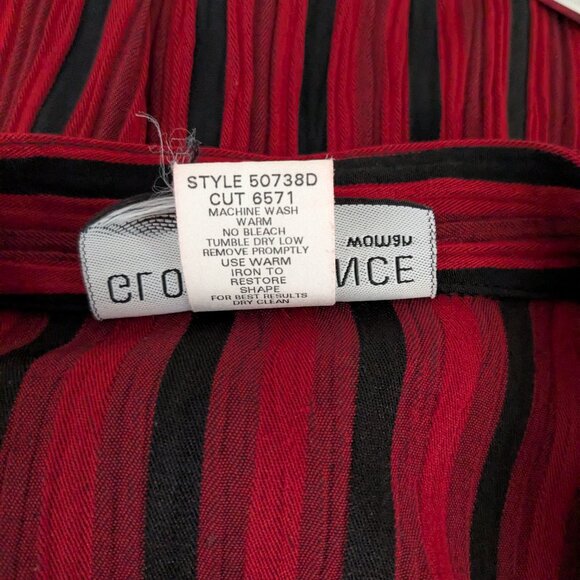 STYLE 50738D
CUT 6571
MACHINE WASH
WARM
NO BLEACH
TUMBLE DRY LOW
REMOVE PROMPTLY
USE WARM
IRON TO
RESTORE
SHAPE
FOR BEST RESULTS
DRY CLEAN
woman